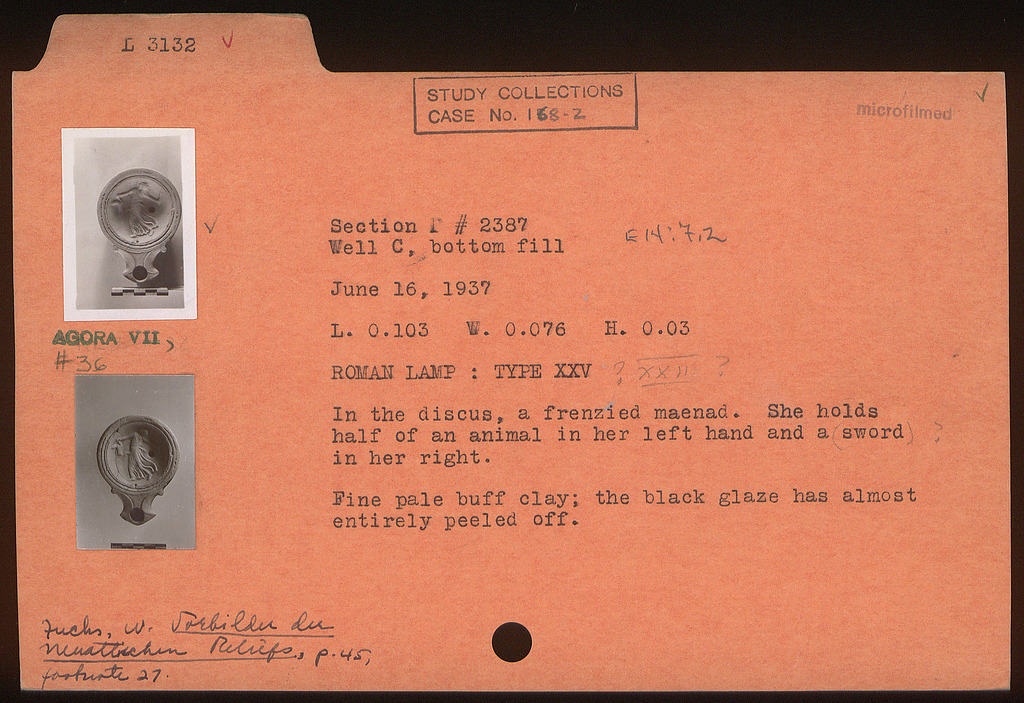 L 3132 ✓
STUDY COLLECTIONS
CASE No. 168-Z
microfilmed ✓
✓
Section Γ # 2387
Well C, bottom fill
E 14:7,2
June 16, 1937
L. 0.103 W. 0.076 H. 0.03
AGORA VII,
#36
ROMAN LAMP : TYPE XXV ? XXII ?
In the discus, a frenzied maenad. She holds
half of an animal in her left hand and a (sword) ?
in her right.
Fine pale buff clay; the black glaze has almost
entirely peeled off.
Fuchs, W. Vorbilder der
Neuattischen Reliefs, p. 45,
footnote 27.